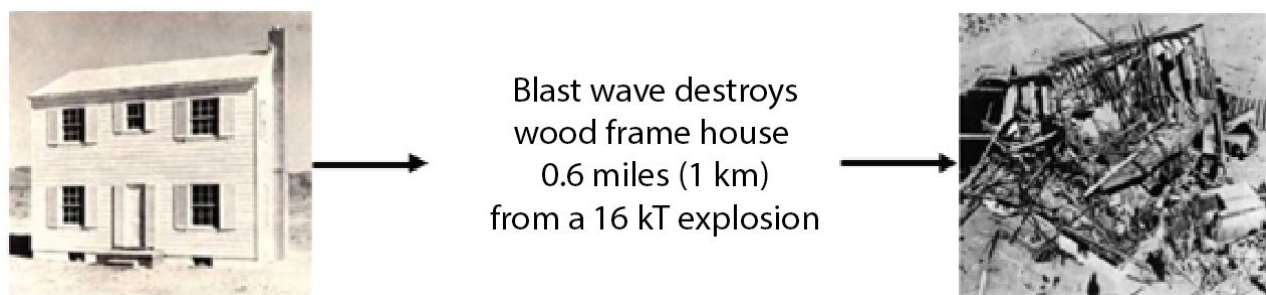 Blast wave destroys
wood frame house
0.6 miles (1 km)
from a 16 kT explosion